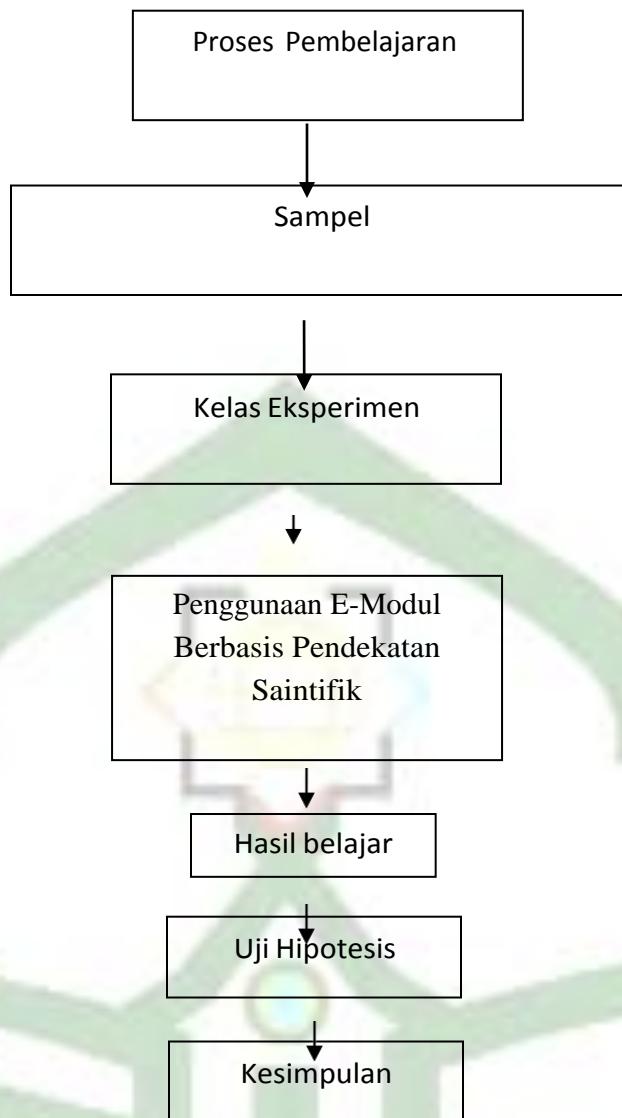 Proses Pembelajaran
Sampel
Kelas Eksperimen
Penggunaan E-Modul
Berbasis Pendekatan
Saintifik
Hasil belajar
Uji Hipotesis
Kesimpulan